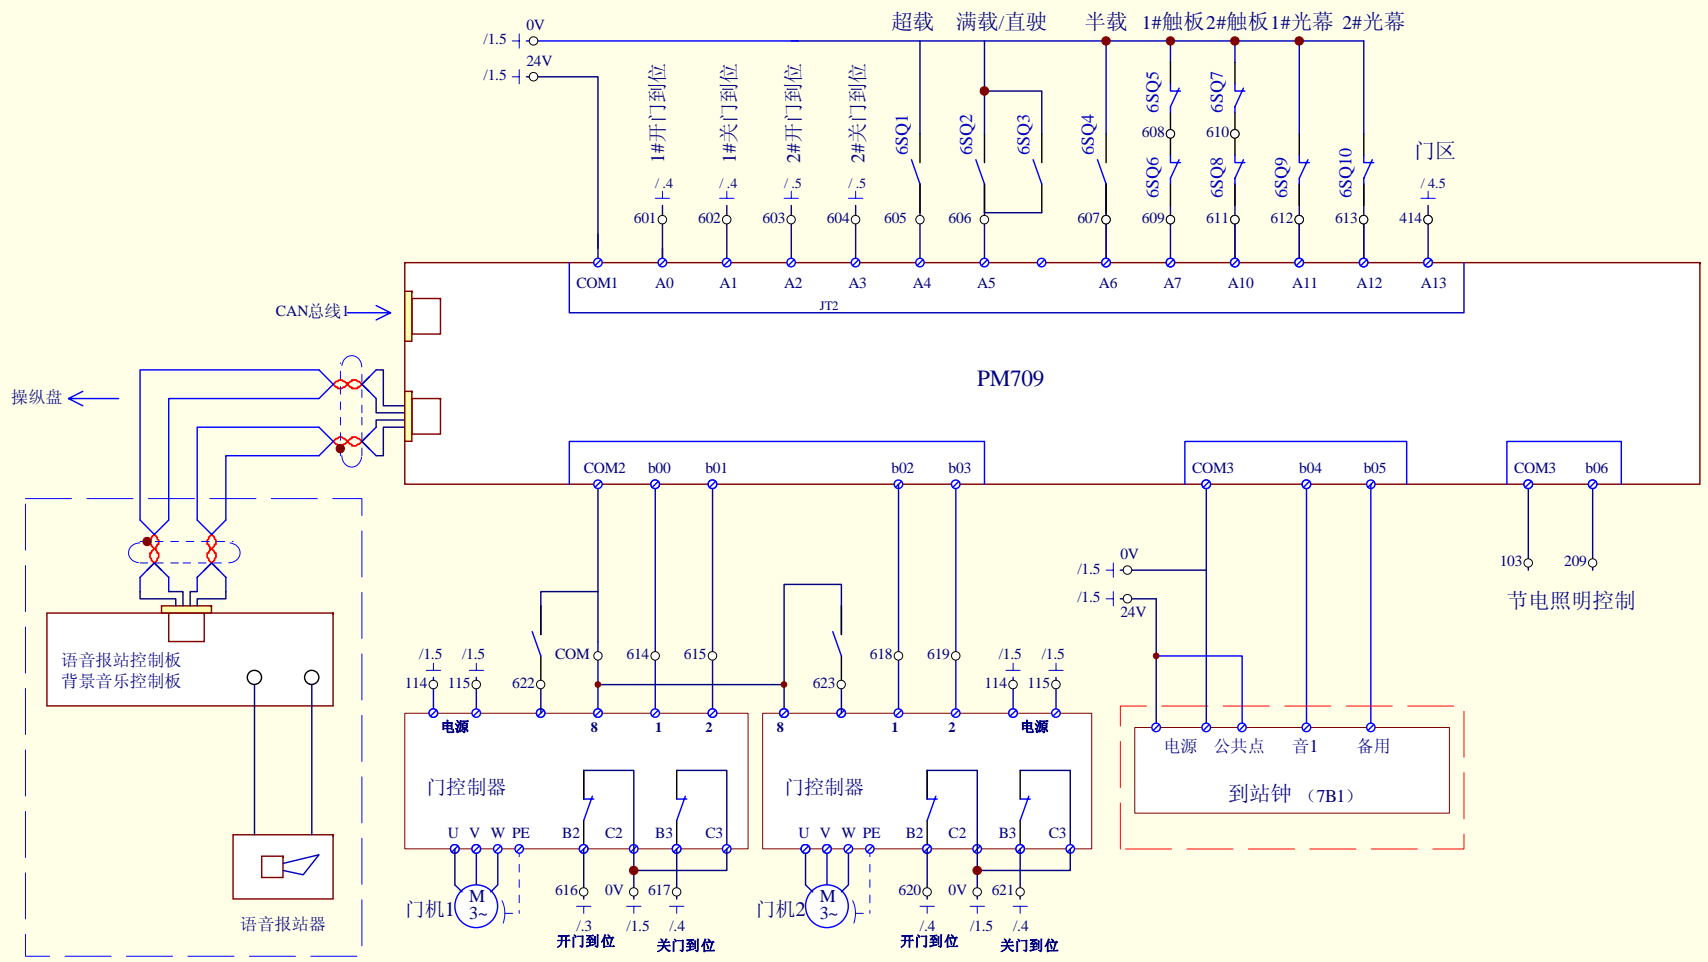 超载 满载/直驶 半载 1#触板 2#触板 1#光幕 2#光幕
/1.5 0V
/1.5 24V
1#开门到位
1#关门到位
2#开门到位
2#关门到位
6SQ1
6SQ2
6SQ3
6SQ4
6SQ5
6SQ7
608
610
6SQ6
6SQ8
6SQ9
6SQ10
门区
/.4 /.4 /.5 /.5 /4.5
601 602 603 604 605 606 607 609 611 612 613 414
COM1 A0 A1 A2 A3 A4 A5 A6 A7 A10 A11 A12 A13
JT2
CAN总线1
PM709
操纵盘
COM2 b00 b01 b02 b03 COM3 b04 b05 COM3 b06
/1.5 0V
/1.5 24V
103 209
节电照明控制
语音报站控制板
背景音乐控制板
语音报站器
/1.5 /1.5 COM 614 615 618 619 /1.5 /1.5
114 115 622 623 114 115
电源 8 1 2 8 1 2 电源
电源 公共点 音1 备用
到站钟 (7B1)
门控制器 门控制器
U V W PE B2 C2 B3 C3 U V W PE B2 C2 B3 C3
616 0V 617 620 0V 621
门机1 M
3~
门机2 M
3~
/.3 /1.5 /.4 /.4 /1.5 /.4
开门到位 关门到位 开门到位 关门到位